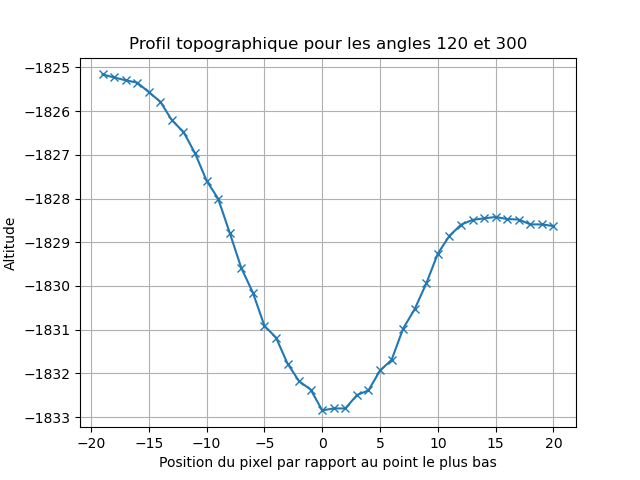 Profil topographique pour les angles 120 et 300
−1825
−1826
−1827
−1828
−1829
−1830
−1831
−1832
−1833
Altitude
−20 −15 −10 −5 0 5 10 15 20
Position du pixel par rapport au point le plus bas